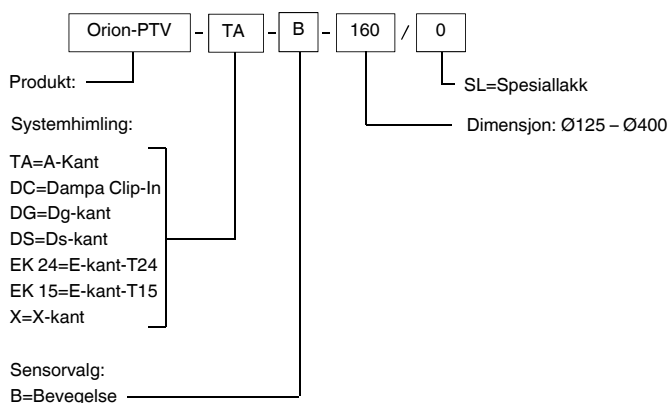 Orion-PTV - TA - B - 160 / 0
Produkt:
SL=Spesiallakk
Systemhimling:
Dimensjon: Ø125 – Ø400
TA=A-Kant
DC=Dampa Clip-In
DG=Dg-kant
DS=Ds-kant
EK 24=E-kant-T24
EK 15=E-kant-T15
X=X-kant
Sensorvalg:
B=Bevegelse